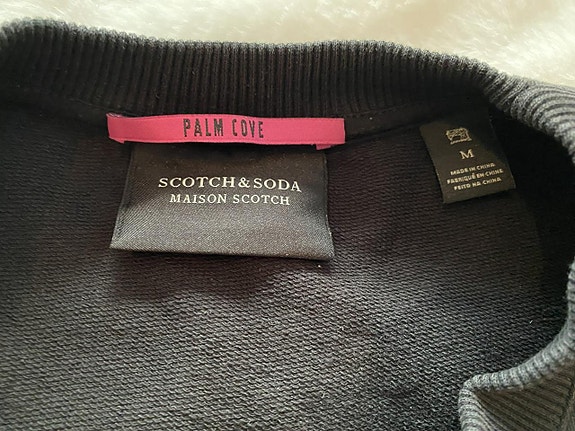 PALM COVE
SCOTCH & SODA
MAISON SCOTCH
M
MADE IN CHINA
FABRIQUÉ EN CHINE
FEITO NA CHINA